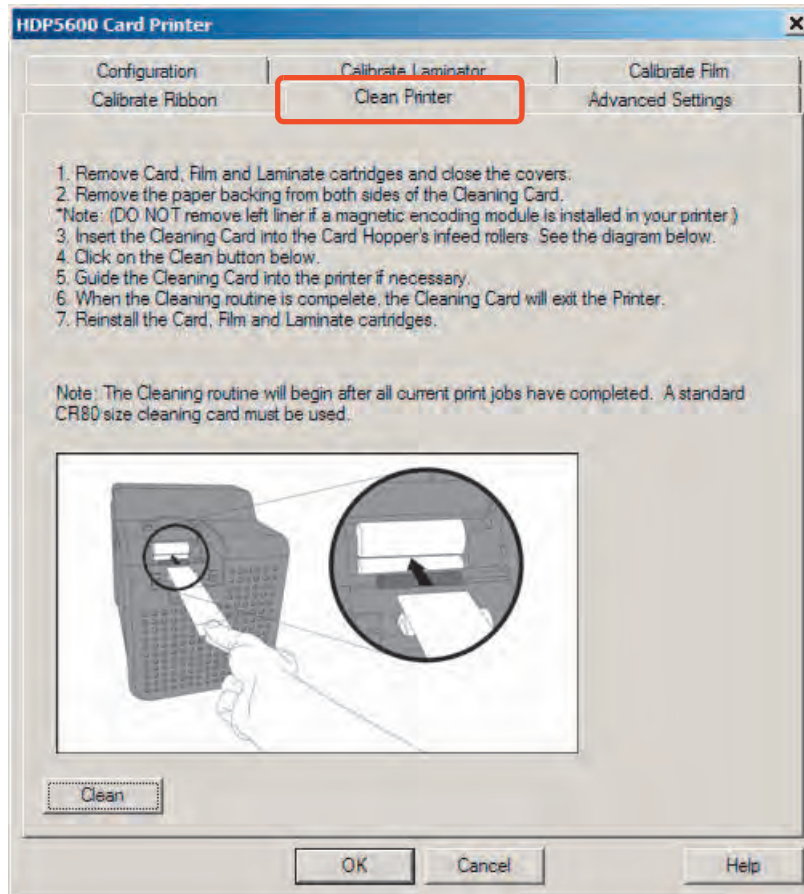 HDP5600 Card Printer
Configuration
Calibrate Laminator
Calibrate Film
Calibrate Ribbon
Clean Printer
Advanced Settings
1. Remove Card, Film and Laminate cartridges and close the covers.
2. Remove the paper backing from both sides of the Cleaning Card.
*Note: (DO NOT remove left liner if a magnetic encoding module is installed in your printer.)
3. Insert the Cleaning Card into the Card Hopper's infeed rollers. See the diagram below.
4. Click on the Clean button below.
5. Guide the Cleaning Card into the printer if necessary.
6. When the Cleaning routine is compelete, the Cleaning Card will exit the Printer.
7. Reinstall the Card, Film and Laminate cartridges.
Note: The Cleaning routine will begin after all current print jobs have completed. A standard
CR80 size cleaning card must be used.
Clean
OK
Cancel
Help